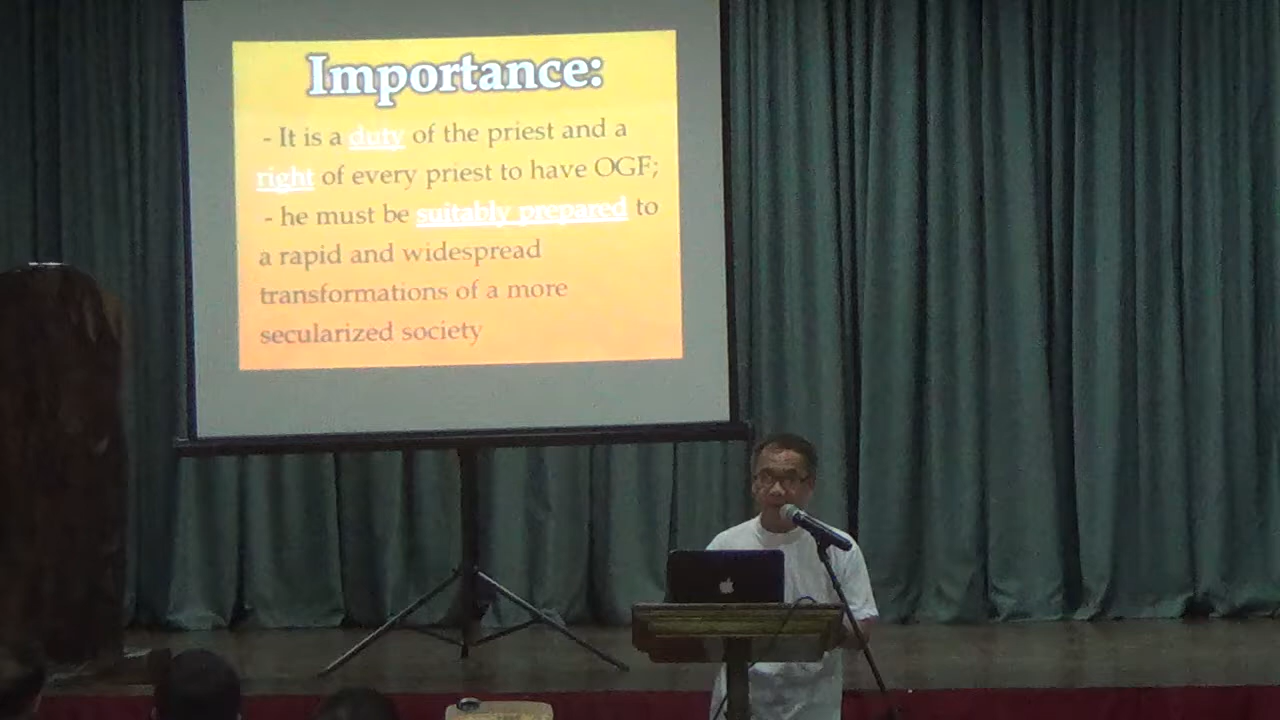 Importance:
- It is a duty of the priest and a
right of every priest to have OGF;
- he must be suitably prepared to
a rapid and widespread
transformations of a more
secularized society